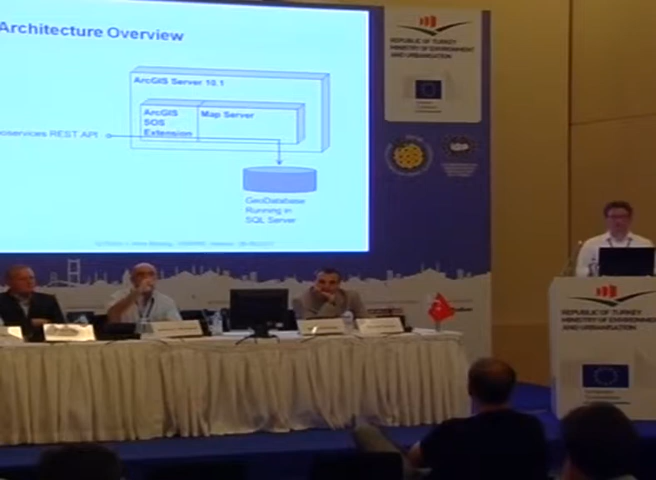 Architecture Overview
ArcGIS Server 10.1
ArcGIS
SOS
Extension
Map Server
oservices REST API
GeoDatabase
Running in
SQL Server
REPUBLIC OF TURKEY
MINISTRY OF ENVIRONMENT
AND URBANISATION
REPUBLIC OF TURKEY
MINISTRY OF ENVIRONME
AND URBANISATION